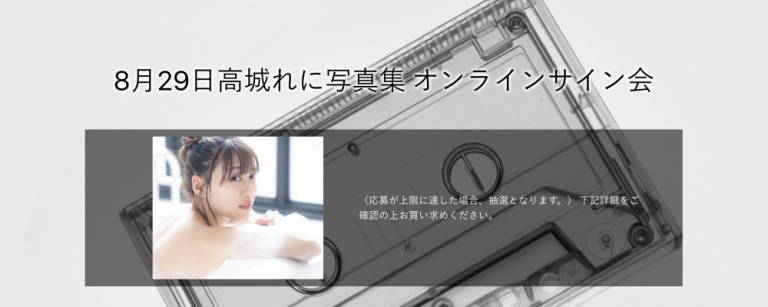 8月29日高城れに写真集 オンラインサイン会
（応募が上限に達した場合、抽選となります。） 下記詳細をご
確認の上お買い求めください。